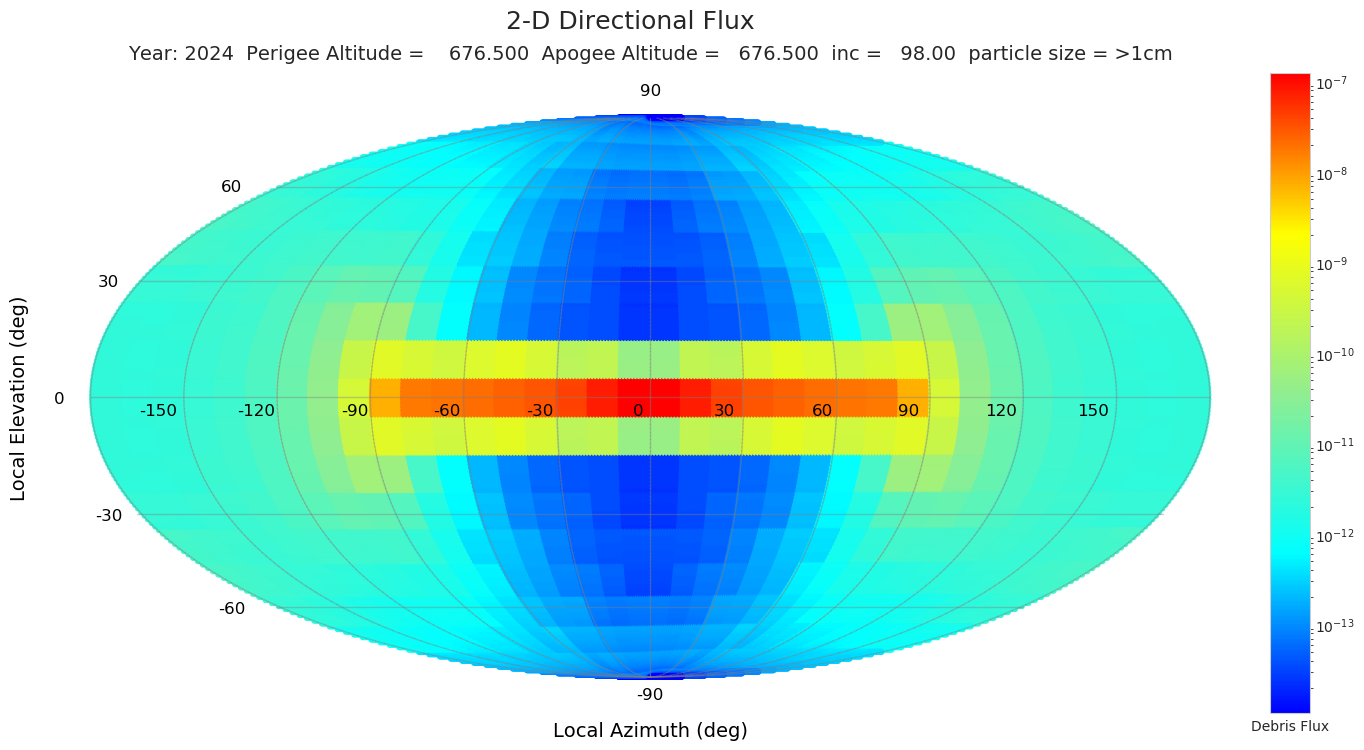 2-D Directional Flux
Year: 2024 Perigee Altitude = 676.500 Apogee Altitude = 676.500 inc = 98.00 particle size = >1cm
90
60
30
0
-150 -120 -90 -60 -30 0 30 60 90 120 150
-30
-60
-90
Local Elevation (deg)
Local Azimuth (deg)
10⁻⁷
10⁻⁸
10⁻⁹
10⁻¹⁰
10⁻¹¹
10⁻¹²
10⁻¹³
Debris Flux